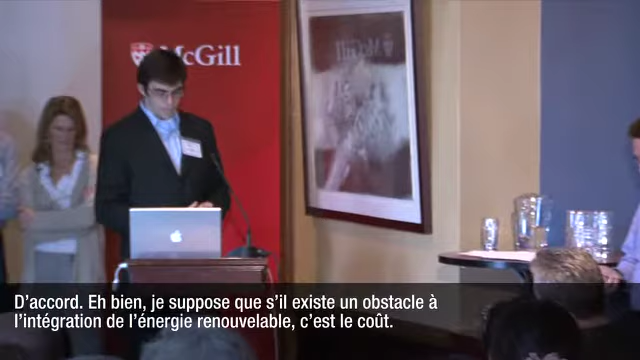 McGill
D'accord. Eh bien, je suppose que s'il existe un obstacle à
l'intégration de l'énergie renouvelable, c'est le coût.